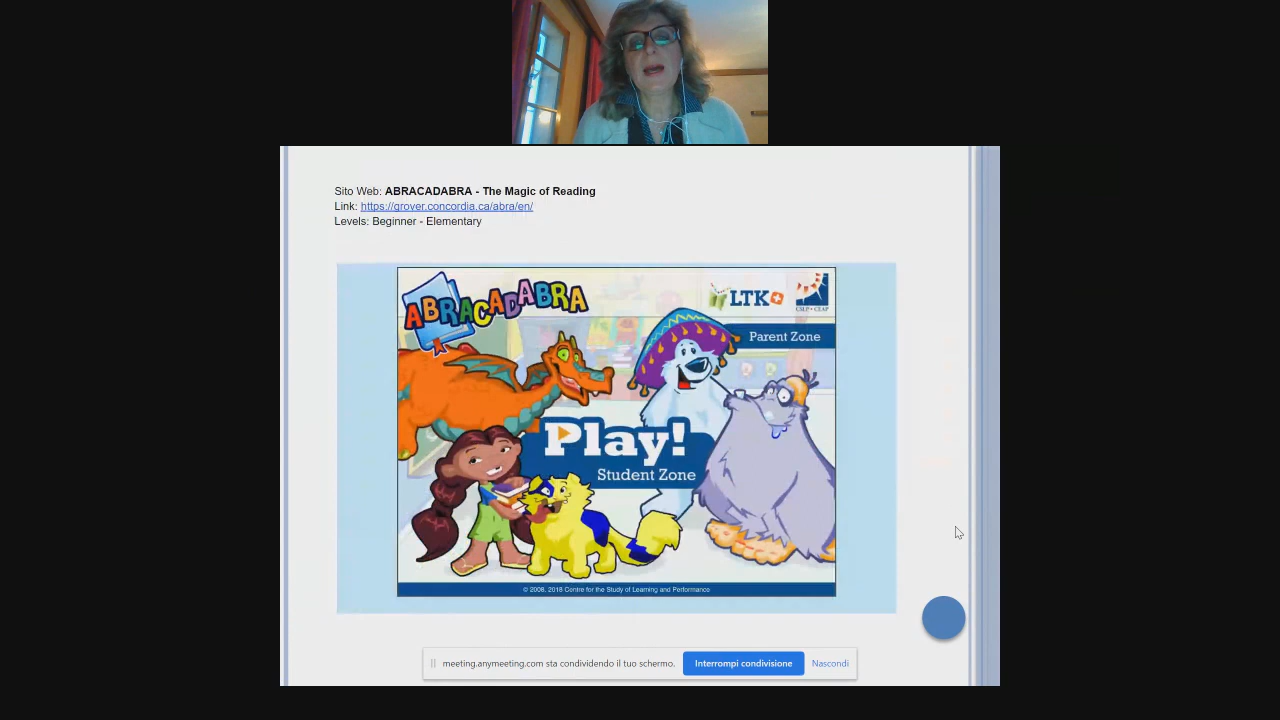 Sito Web: ABRACADABRA - The Magic of Reading
Link: https://grover.concordia.ca/abra/en/
Levels: Beginner - Elementary
ABRACADABRA
LTK+
CSLP • CEAP
Parent Zone
Play!
Student Zone
© 2008, 2018 Centre for the Study of Learning and Performance
meeting.anymeeting.com sta condividendo il tuo schermo.
Interrompi condivisione
Nascondi